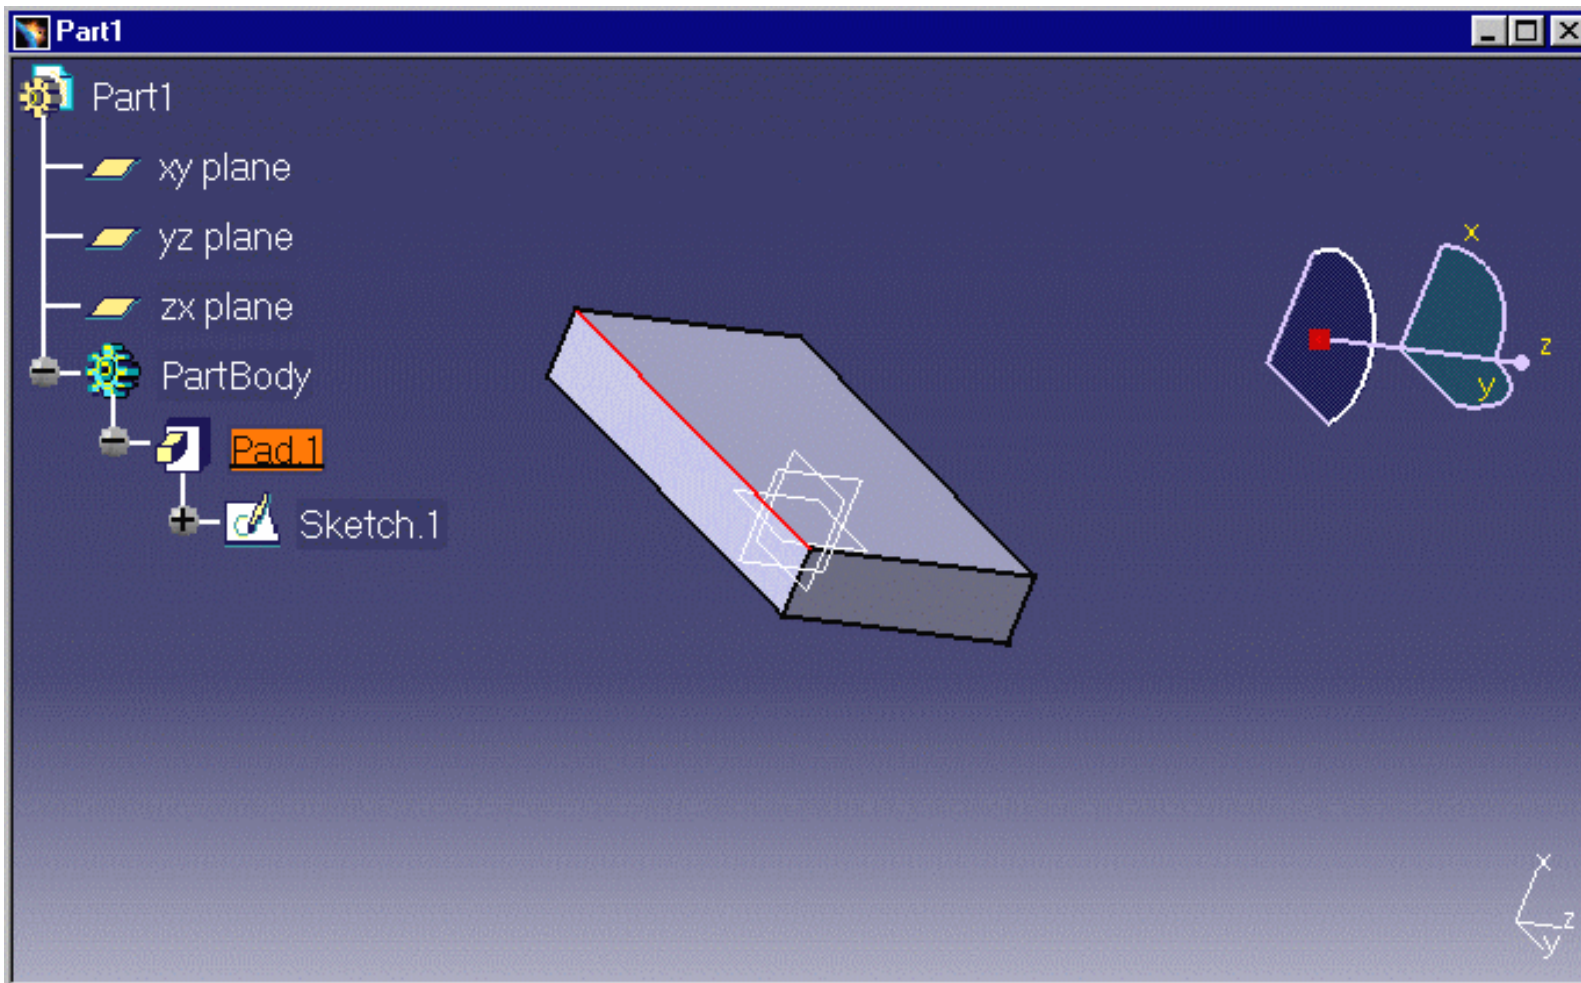 Part1
Part1
xy plane
yz plane
zx plane
PartBody
Pad.1
Sketch.1
x
z
y
x
z
y